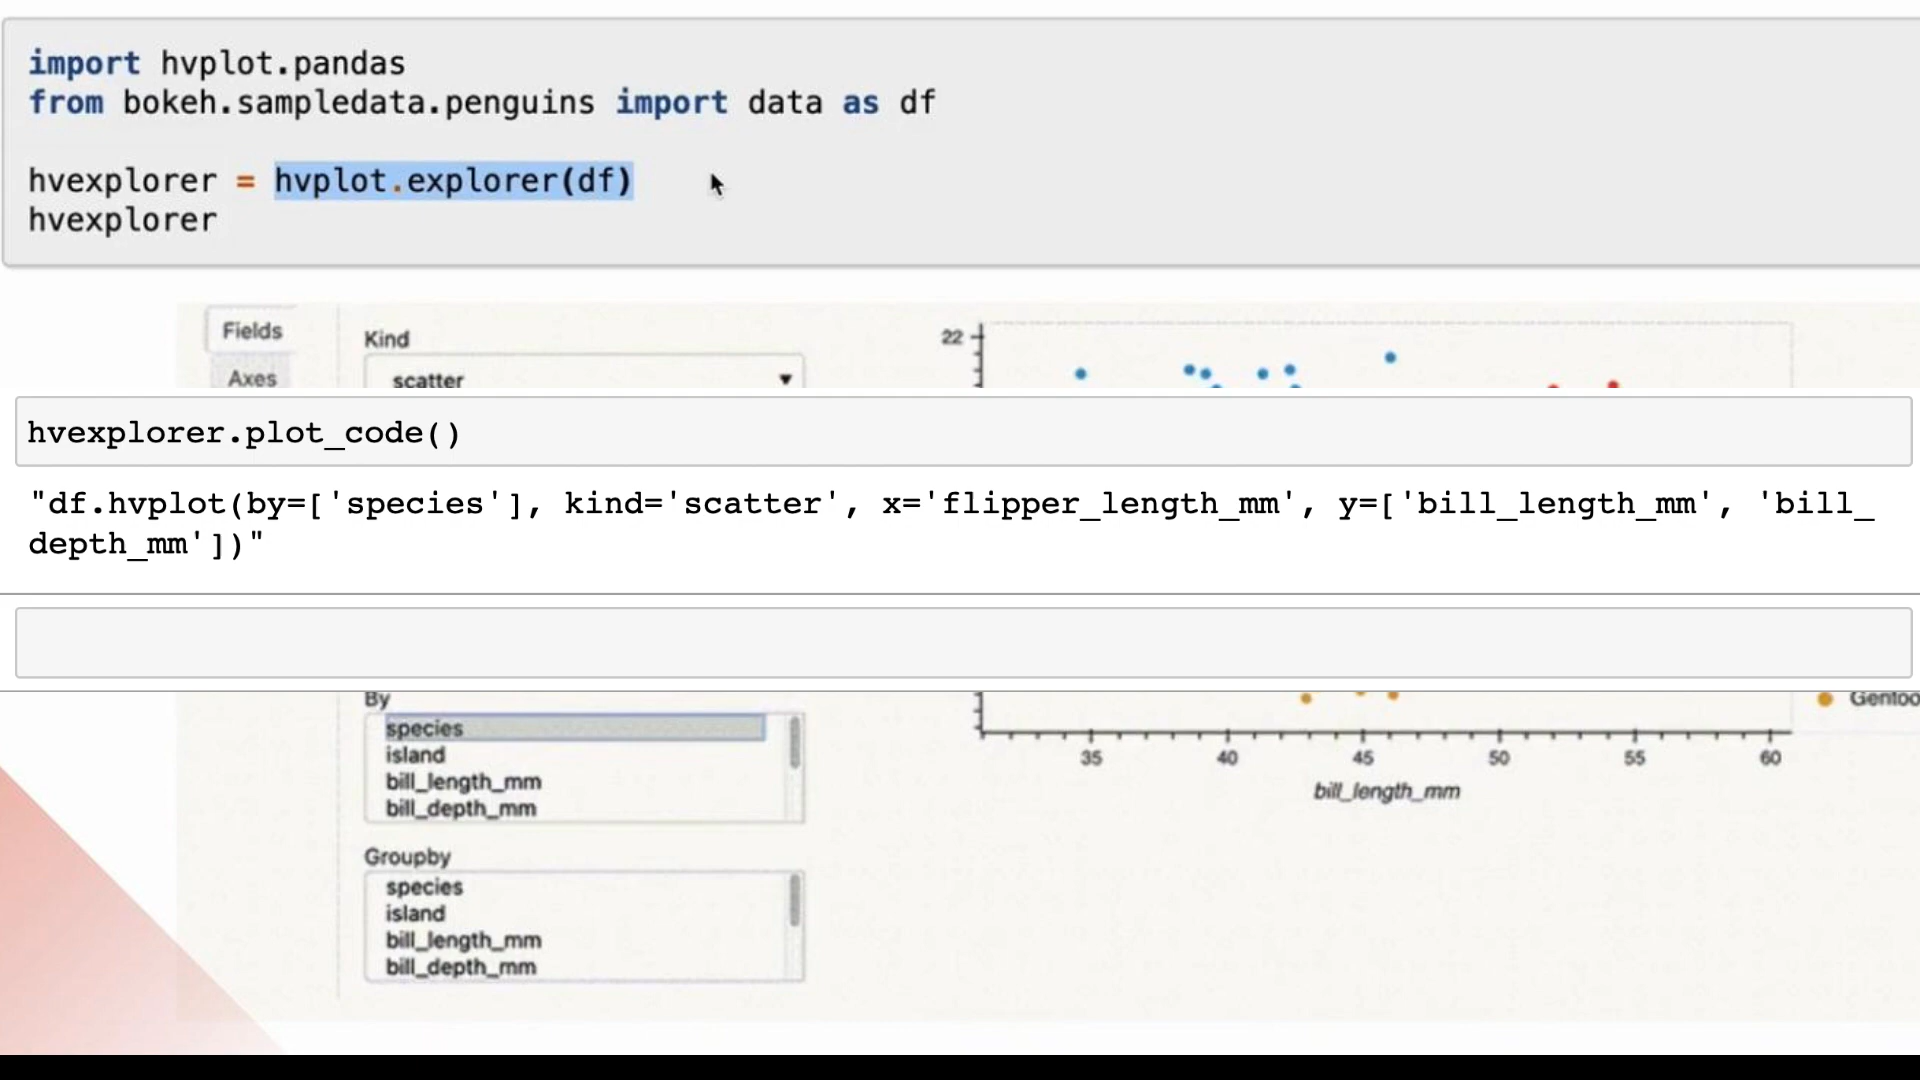 import hvplot.pandas
from bokeh.sampledata.penguins import data as df
hvexplorer = hvplot.explorer(df)
hvexplorer
Fields
Axes
Kind
scatter
22
hvexplorer.plot_code()
"df.hvplot(by=['species'], kind='scatter', x='flipper_length_mm', y=['bill_length_mm', 'bill_
depth_mm'])"
By
species
island
bill_length_mm
bill_depth_mm
Groupby
species
island
bill_length_mm
bill_depth_mm
35 40 45 50 55 60
bill_length_mm
Gentoo